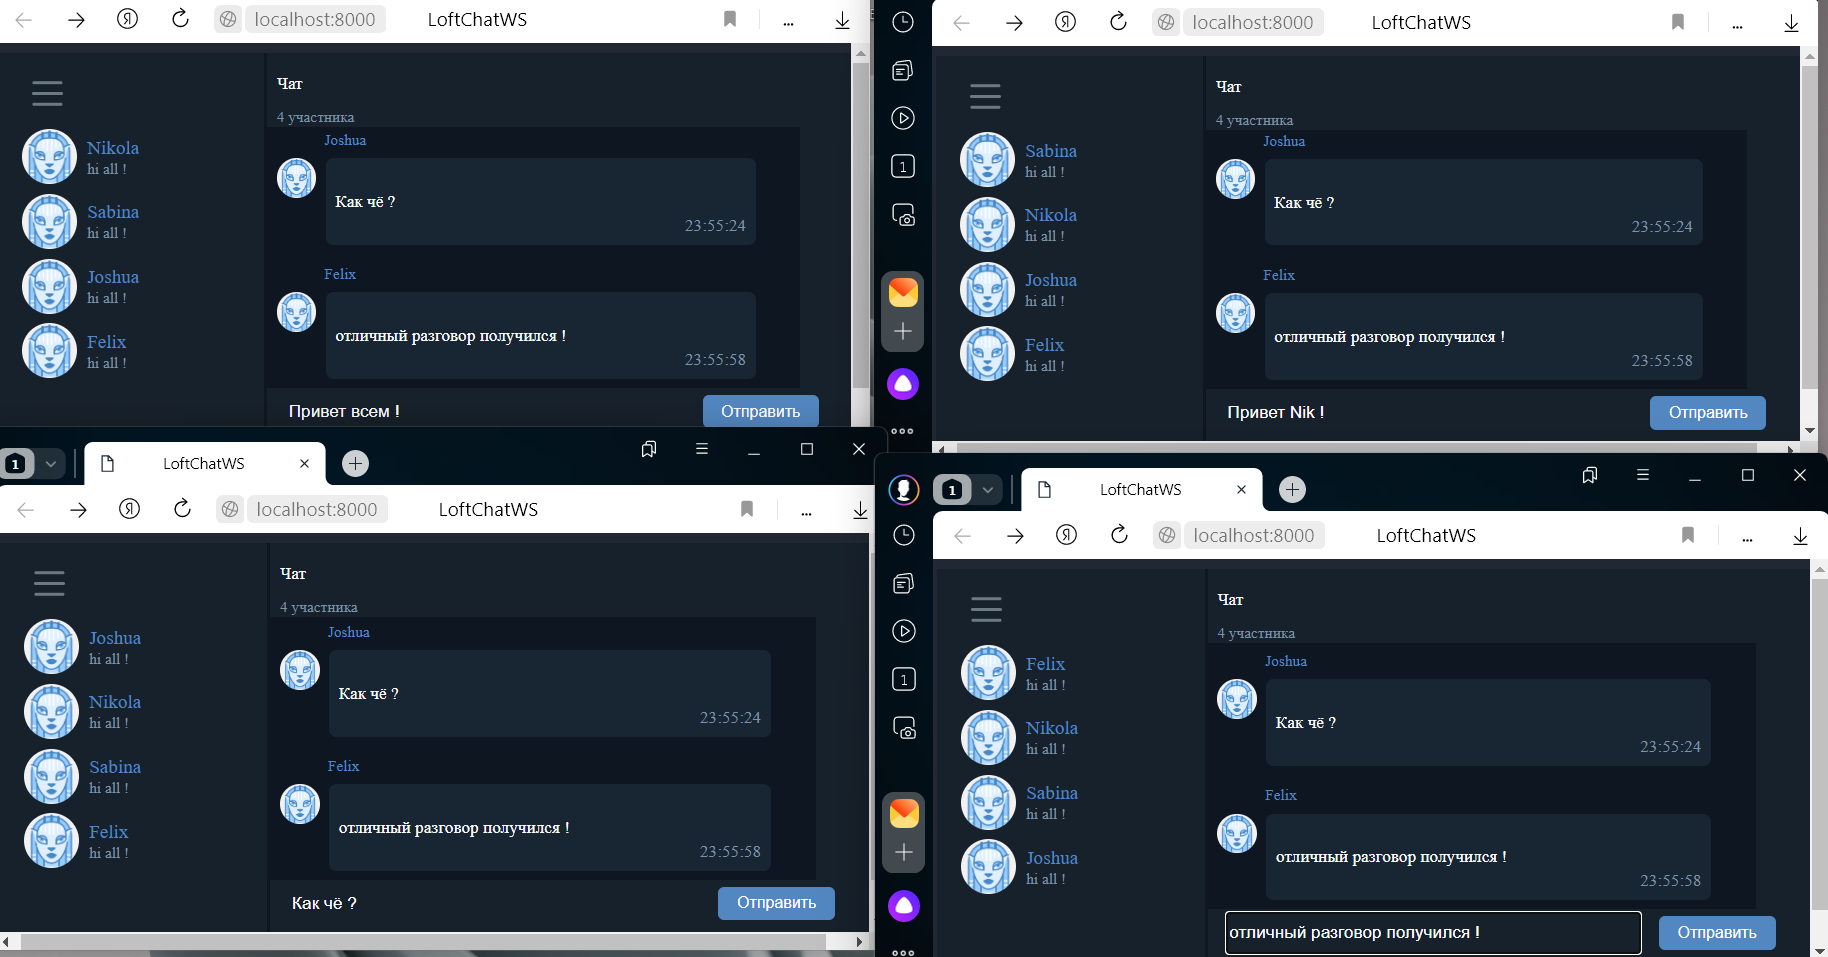 localhost:8000 LoftChatWS ...
Чат
4 участника
Nikola
hi all !
Sabina
hi all !
Joshua
hi all !
Felix
hi all !
Joshua
Как чё ?
23:55:24
Felix
отличный разговор получился !
23:55:58
Привет всем ! Отправить
localhost:8000 LoftChatWS ...
1
Чат
4 участника
Sabina
hi all !
Nikola
hi all !
Joshua
hi all !
Felix
hi all !
Joshua
Как чё ?
23:55:24
Felix
отличный разговор получился !
23:55:58
Привет Nik ! Отправить
1 LoftChatWS
Я localhost:8000 LoftChatWS ...
Чат
4 участника
Joshua
hi all !
Nikola
hi all !
Sabina
hi all !
Felix
hi all !
Joshua
Как чё ?
23:55:24
Felix
отличный разговор получился !
23:55:58
Как чё ? Отправить
1 LoftChatWS
Я localhost:8000 LoftChatWS ...
1
Чат
4 участника
Felix
hi all !
Nikola
hi all !
Sabina
hi all !
Joshua
hi all !
Joshua
Как чё ?
23:55:24
Felix
отличный разговор получился !
23:55:58
отличный разговор получился ! Отправить